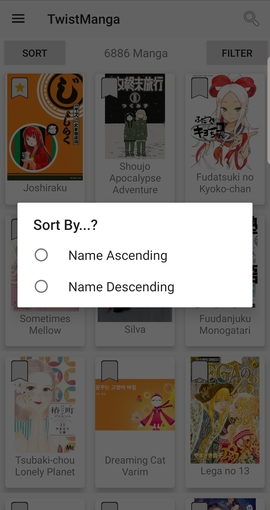 TwistManga
SORT
6886 Manga
FILTER
Joshiraku
Shoujo
Apocalypse
Adventure
Fudatsuki no
Kyoko-chan
Sort By...?
Name Ascending
Name Descending
Sometimes
Mellow
Silva
Fuudanjuku
Monogatari
Tsubaki-chou
Lonely Planet
Dreaming Cat
Varim
Lega no 13